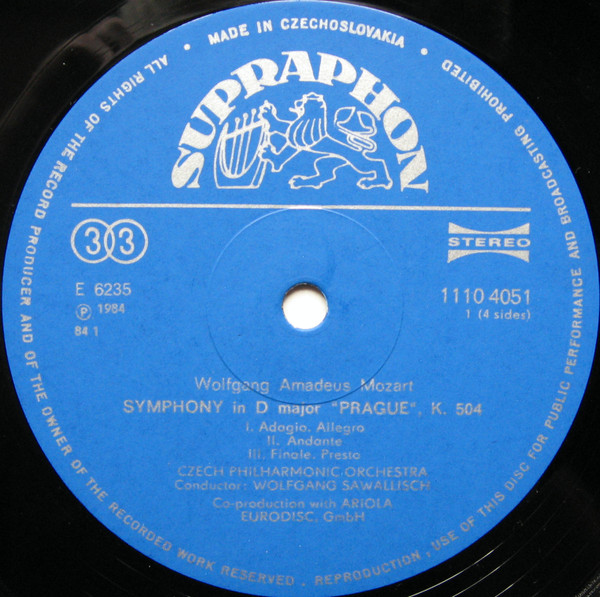 MADE IN CZECHOSLOVAKIA
ALL RIGHTS OF THE RECORD PRODUCER AND OF THE OWNER OF THE RECORDED WORK RESERVED . REPRODUCTION, USE OF THIS DISC FOR PUBLIC PERFORMANCE AND BROADCASTING PROHIBITED
SUPRAPHON
33
STEREO
E 6235
1110 4051
Ⓟ 1984
1 (4 sides)
84 1
Wolfgang Amadeus Mozart
SYMPHONY in D major "PRAGUE", K. 504
I. Adagio. Allegro
II. Andante
III. Finale. Presto
CZECH PHILHARMONIC ORCHESTRA
Conductor: WOLFGANG SAWALLISCH
Co-production with ARIOLA
EURODISC. GmbH